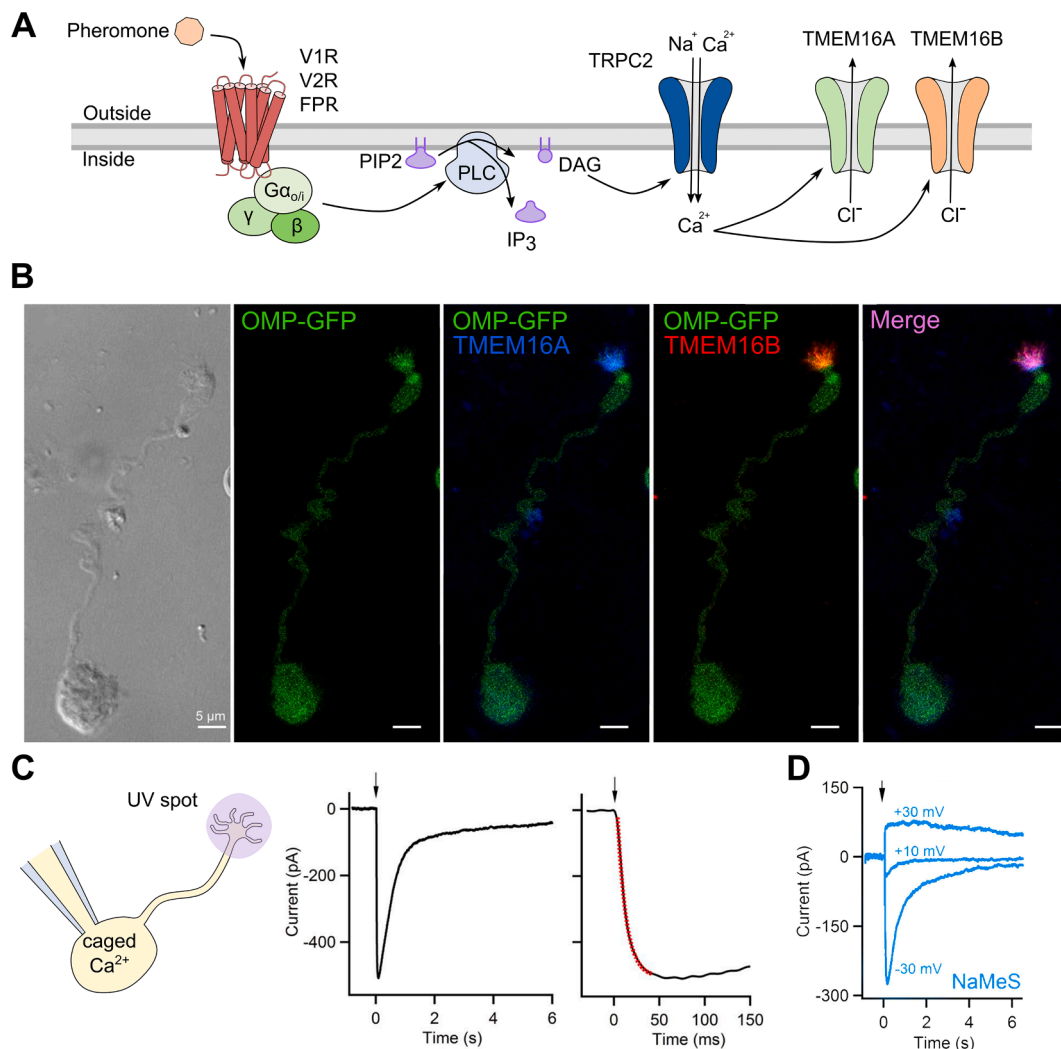 A
Pheromone
V1R
V2R
FPR
Outside
Inside
Gα₀/ᵢ
γ
β
PIP2
PLC
DAG
IP₃
TRPC2
Na⁺ Ca²⁺
Ca²⁺
TMEM16A
TMEM16B
Cl⁻
Cl⁻
B
5 µm
OMP-GFP
OMP-GFP
TMEM16A
OMP-GFP
TMEM16B
Merge
C
UV spot
caged
Ca²⁺
Current (pA)
0
-200
-400
0
2
4
6
Time (s)
Current (pA)
0
50
100
150
Time (ms)
D
Current (pA)
150
0
-150
-300
+30 mV
+10 mV
-30 mV
NaMeS
0
2
4
6
Time (s)